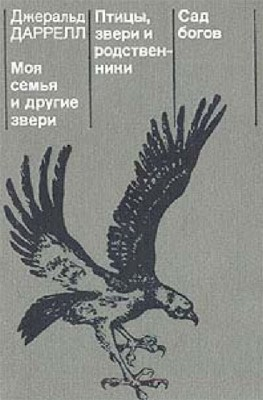 Джеральд
ДАРРЕЛЛ
Моя
семья
и другие
звери
Птицы,
звери и
родствен-
ники
Сад
богов